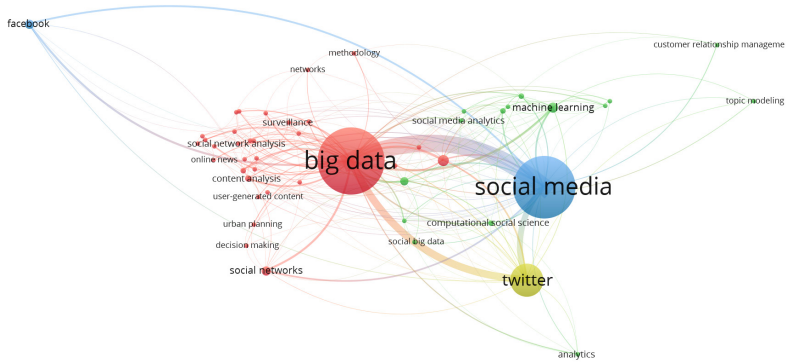 facebook
customer relationship manageme
methodology
networks
topic modeling
machine learning
social media analytics
surveillance
social network analysis
online news
big data
content analysis
social media
user-generated content
urban planning
computational social science
decision making
social big data
social networks
twitter
analytics